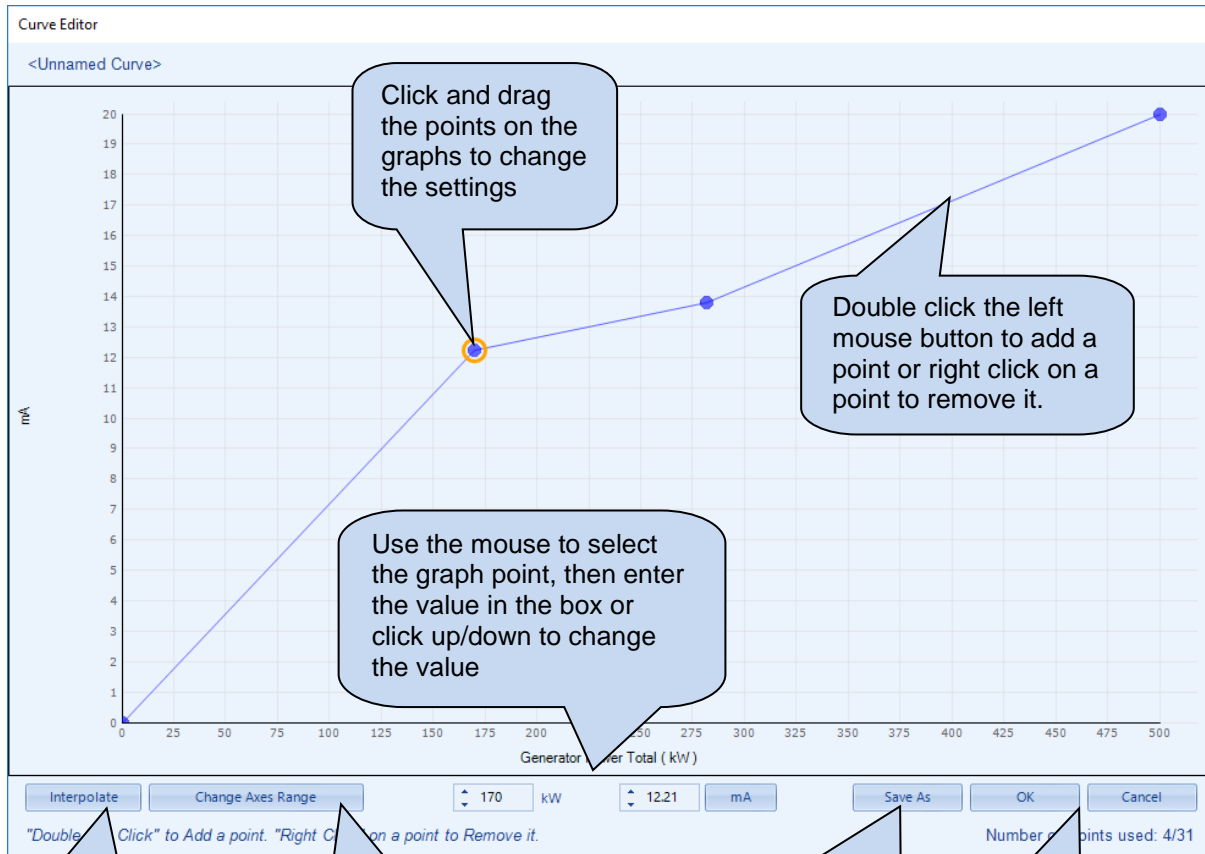 Curve Editor
<Unnamed Curve>
Click and drag
the points on the
graphs to change
the settings
20
19
18
17
16
15
14
13
12
11
10
9
8
7
6
5
4
3
2
1
0
mA
Double click the left
mouse button to add a
point or right click on a
point to remove it.
Use the mouse to select
the graph point, then enter
the value in the box or
click up/down to change
the value
0 25 50 75 100 125 150 175 200 250 275 300 325 350 375 400 425 450 475 500
Generator Total ( kW )
Interpolate Change Axes Range 170 kW 12.21 mA Save As OK Cancel
"Double Click" to Add a point. "Right on a point to Remove it. Number used: 4/31